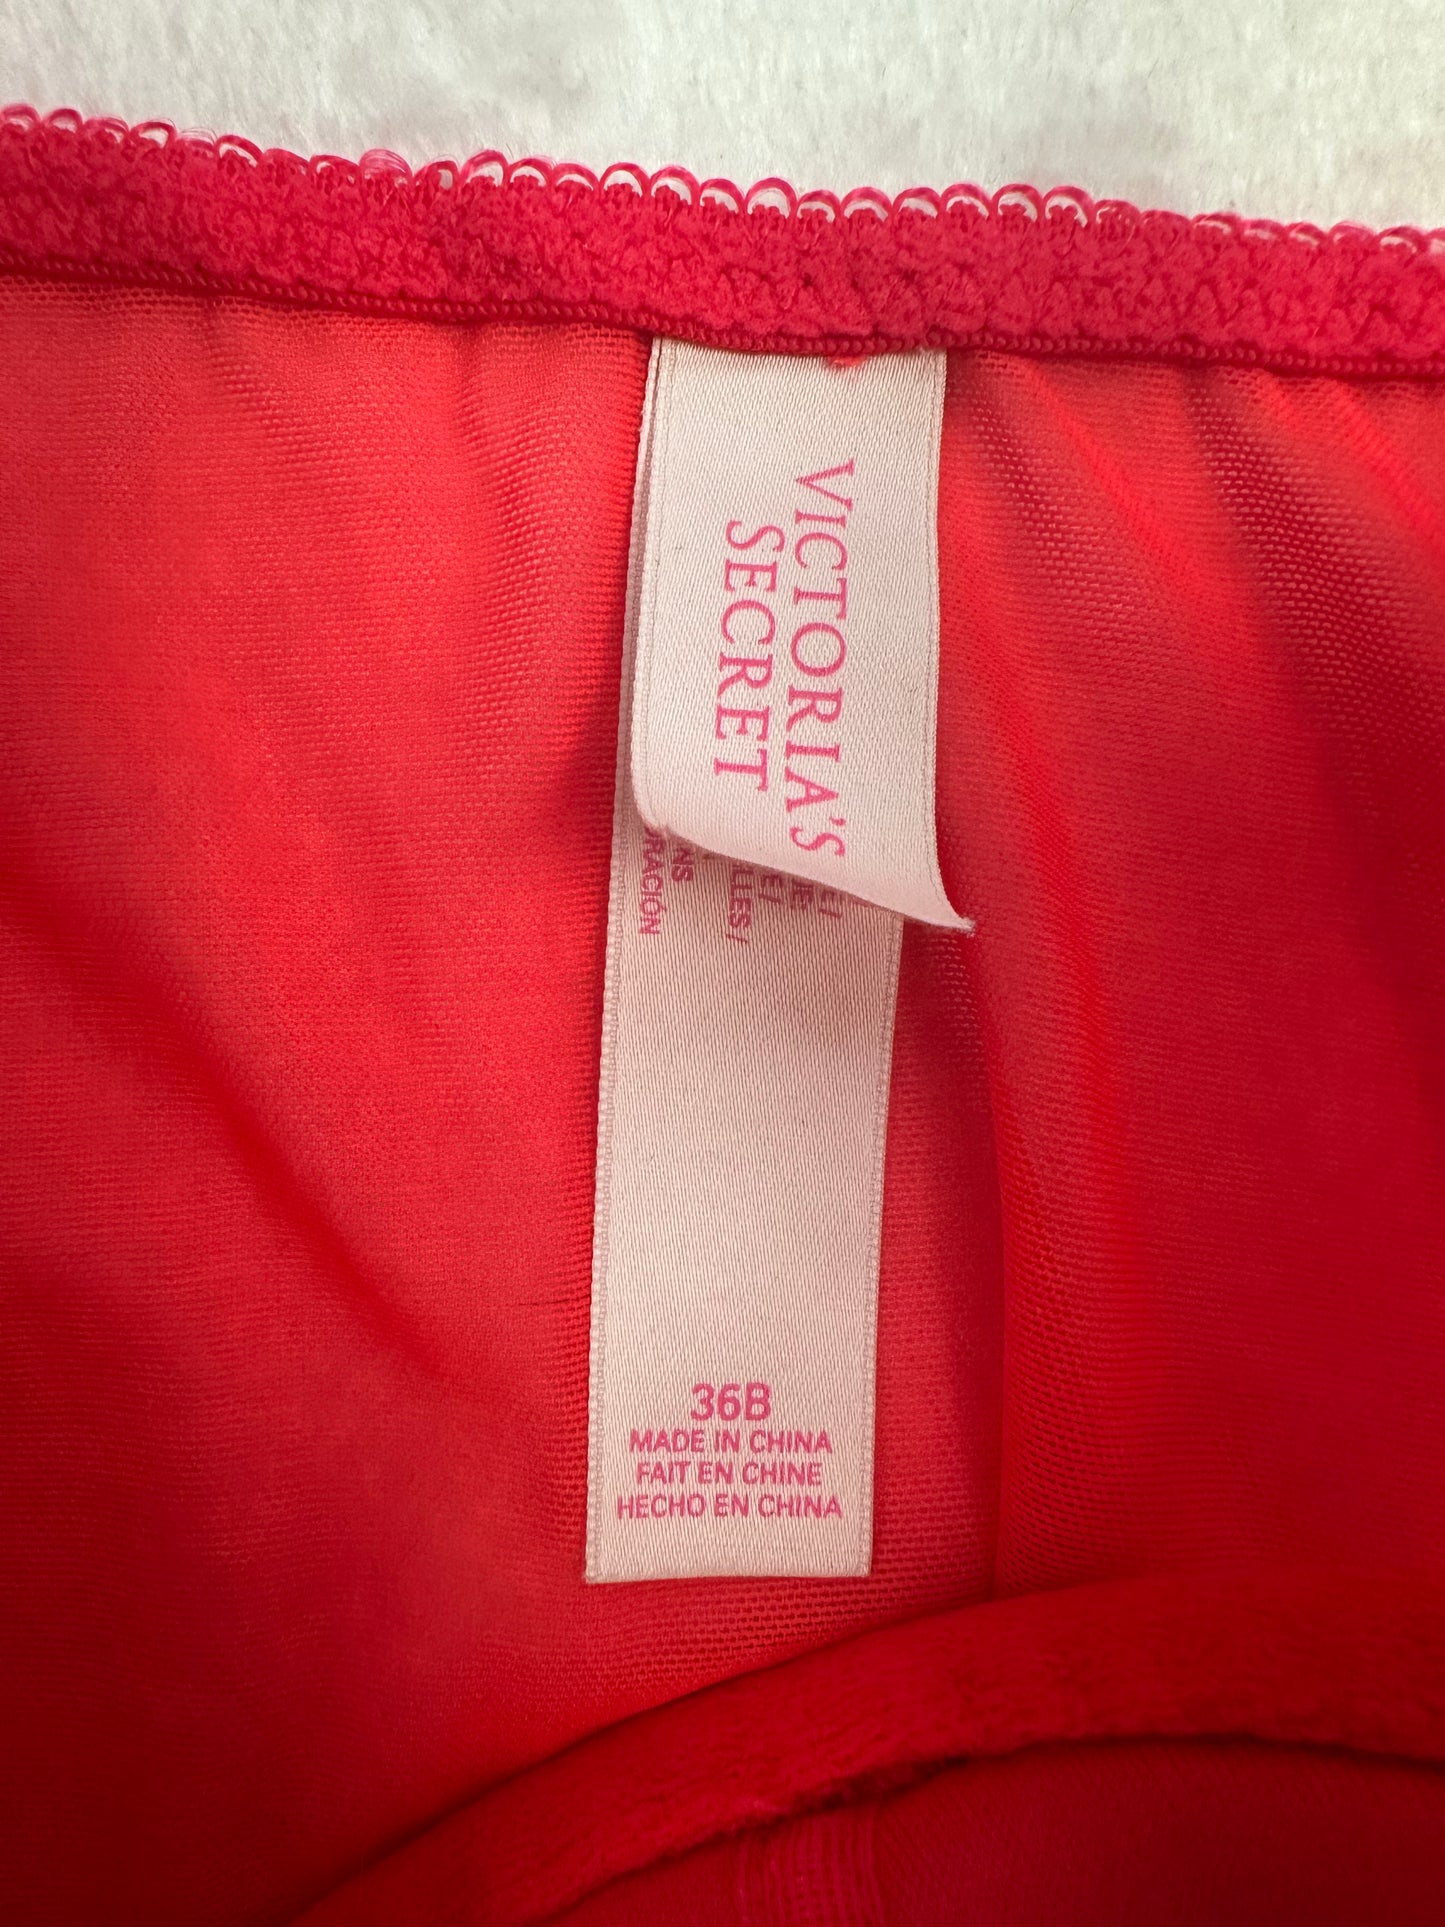 VICTORIA'S
SECRET
36B
MADE IN CHINA
FAIT EN CHINE
HECHO EN CHINA